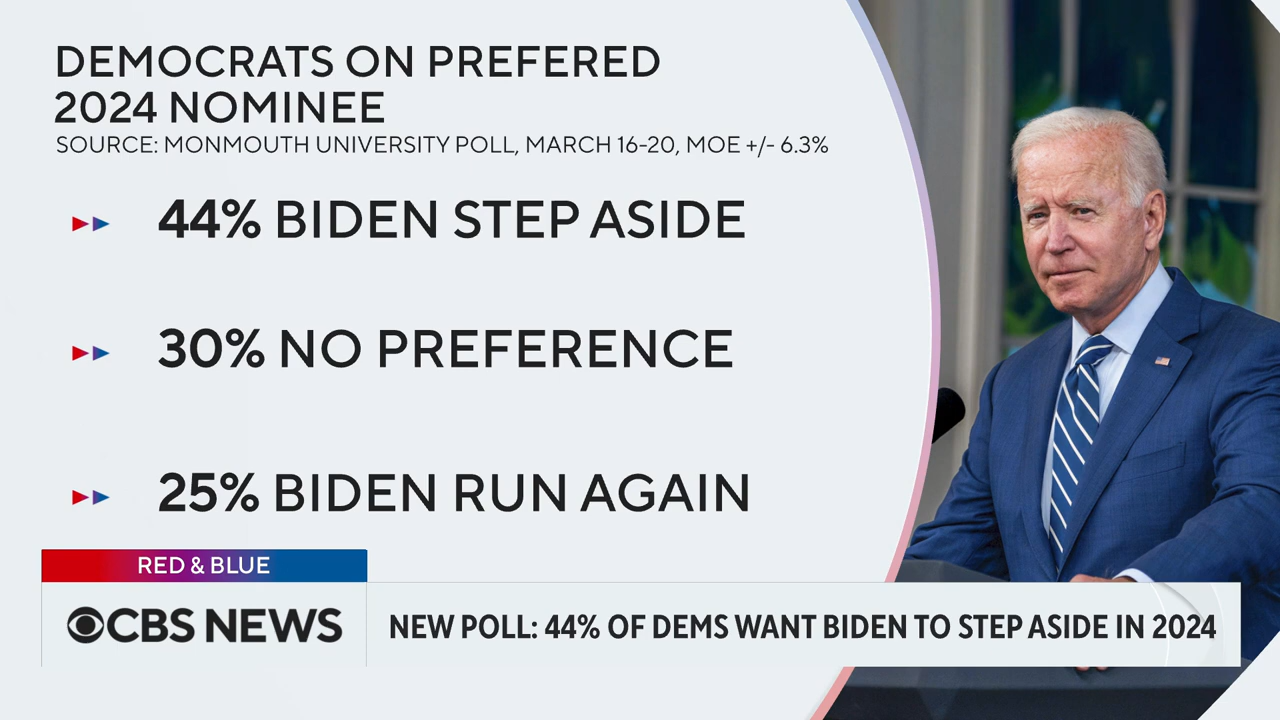 DEMOCRATS ON PREFERED
2024 NOMINEE
SOURCE: MONMOUTH UNIVERSITY POLL, MARCH 16-20, MOE +/- 6.3%
44% BIDEN STEP ASIDE
30% NO PREFERENCE
25% BIDEN RUN AGAIN
RED & BLUE
CBS NEWS
NEW POLL: 44% OF DEMS WANT BIDEN TO STEP ASIDE IN 2024